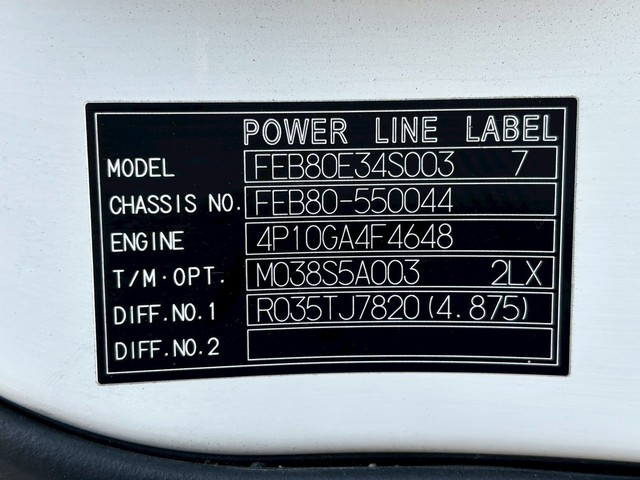 POWER LINE LABEL
MODEL FEB80E34S003 7
CHASSIS NO. FEB80-550044
ENGINE 4P10GA4F4648
T/M·OPT. M038S5A003 2LX
DIFF.NO.1 R035TJ7820(4.875)
DIFF.NO.2